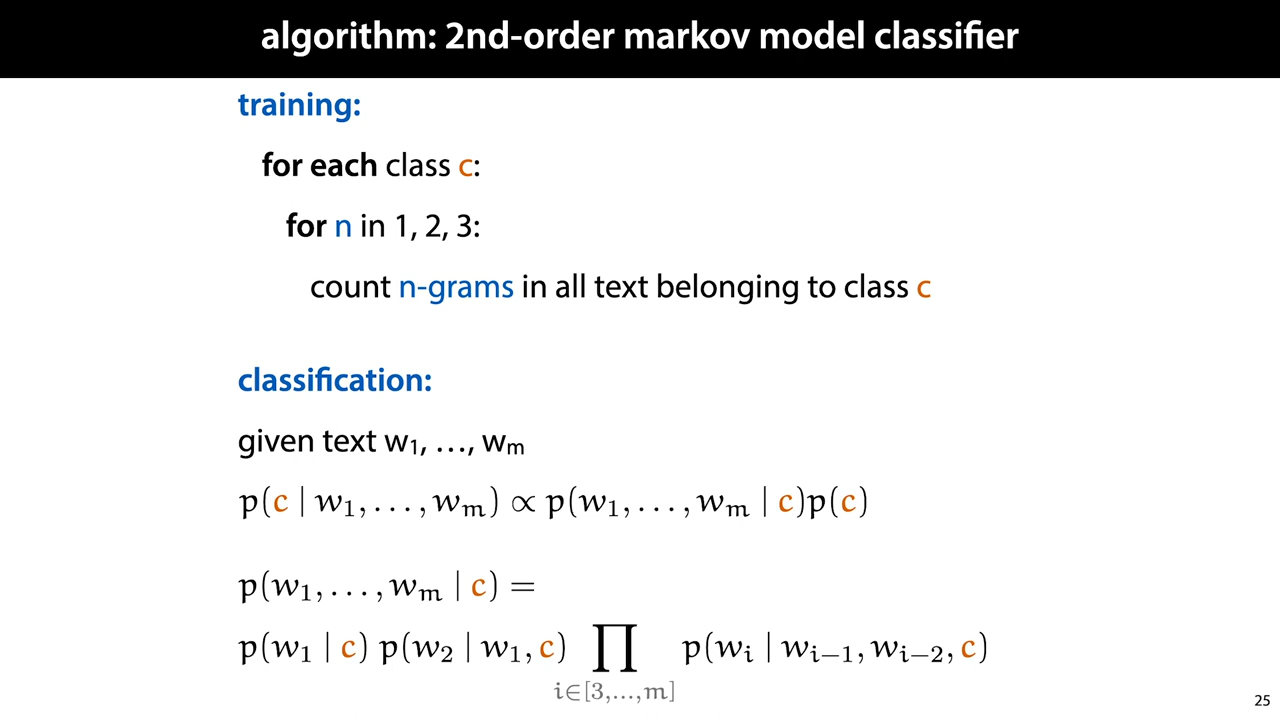 algorithm: 2nd-order markov model classifier
training:
for each class c:
for n in 1, 2, 3:
count n-grams in all text belonging to class c
classification:
given text w₁, …, wₘ
p(c | w₁, . . . , wₘ) ∝ p(w₁, . . . , wₘ | c)p(c)
p(w₁, . . . , wₘ | c) =
p(w₁ | c) p(w₂ | w₁, c) ∏ p(wᵢ | wᵢ₋₁, wᵢ₋₂, c)
i∈[3,...,m]
25